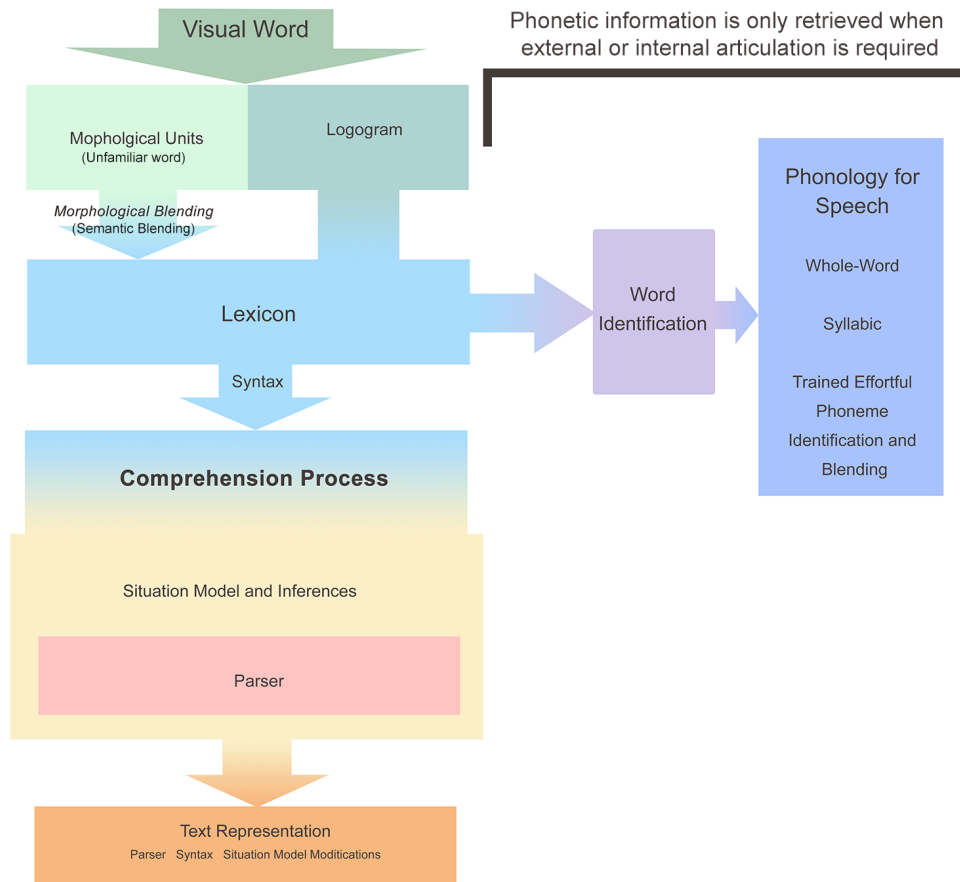 Visual Word
Phonetic information is only retrieved when
external or internal articulation is required
Mopholgical Units
(Unfamiliar word)
Logogram
Morphological Blending
(Semantic Blending)
Lexicon
Word
Identification
Phonology for
Speech
Whole-Word
Syllabic
Trained Effortful
Phoneme
Identification and
Blending
Syntax
Comprehension Process
Situation Model and Inferences
Parser
Text Representation
Parser Syntax Situation Model Moditications